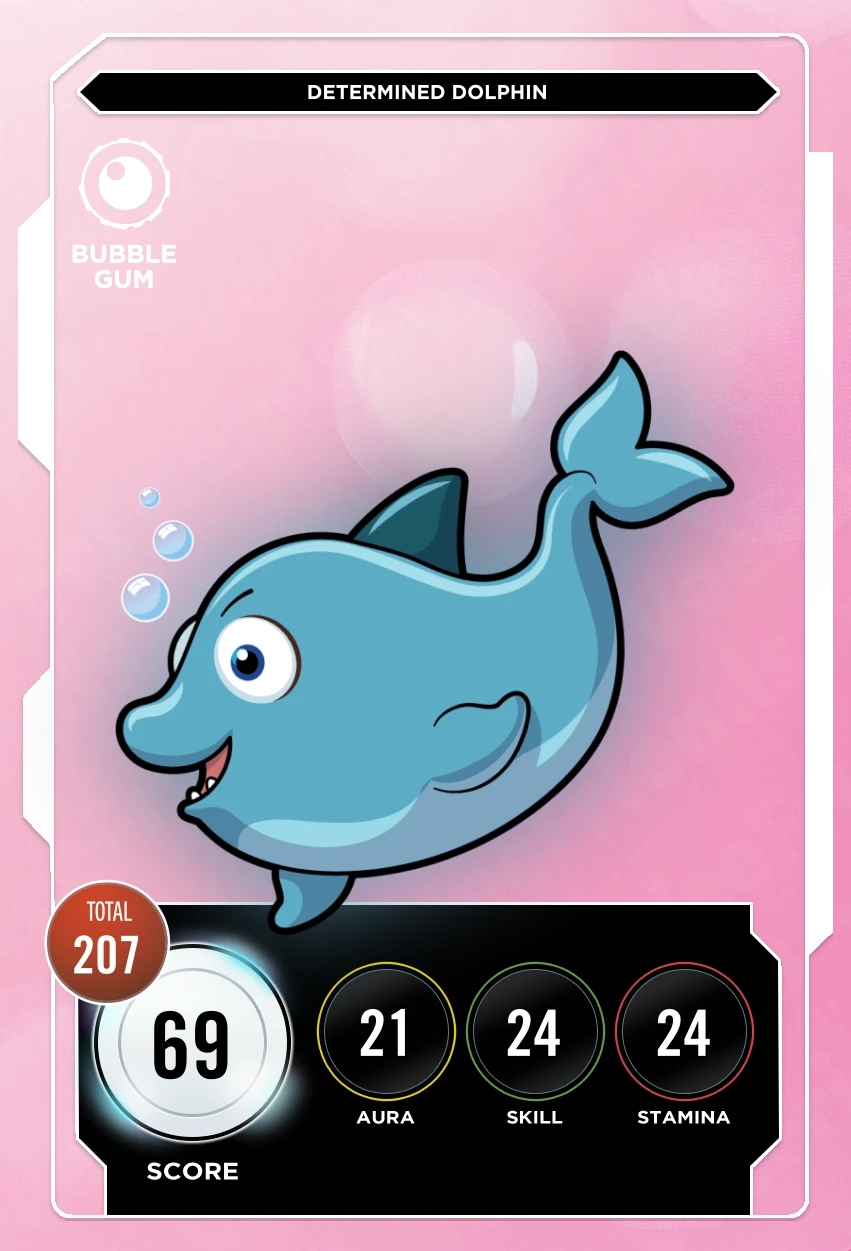 DETERMINED DOLPHIN
BUBBLE
GUM
TOTAL
207
69
SCORE
21
AURA
24
SKILL
24
STAMINA